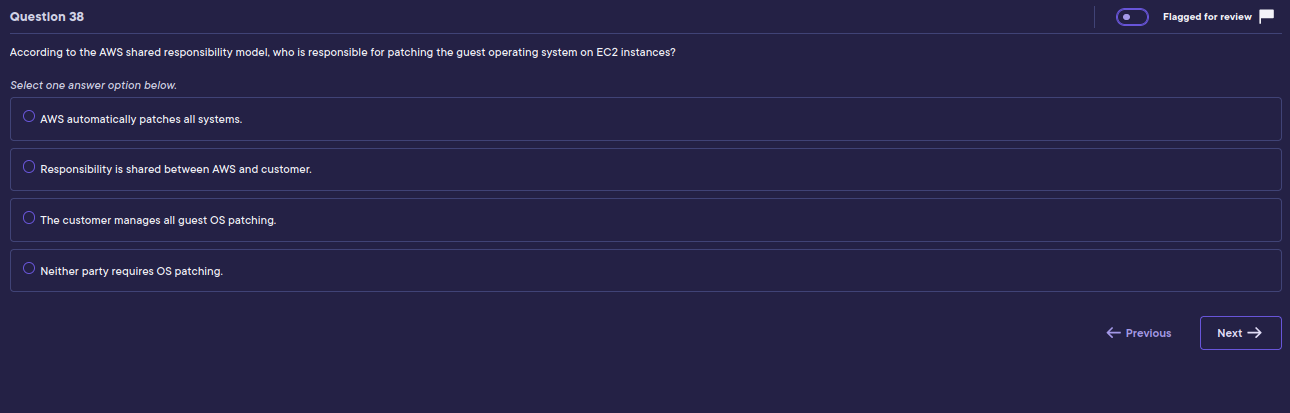 Question 38
Flagged for review
According to the AWS shared responsibility model, who is responsible for patching the guest operating system on EC2 instances?
Select one answer option below.
AWS automatically patches all systems.
Responsibility is shared between AWS and customer.
The customer manages all guest OS patching.
Neither party requires OS patching.
Previous
Next